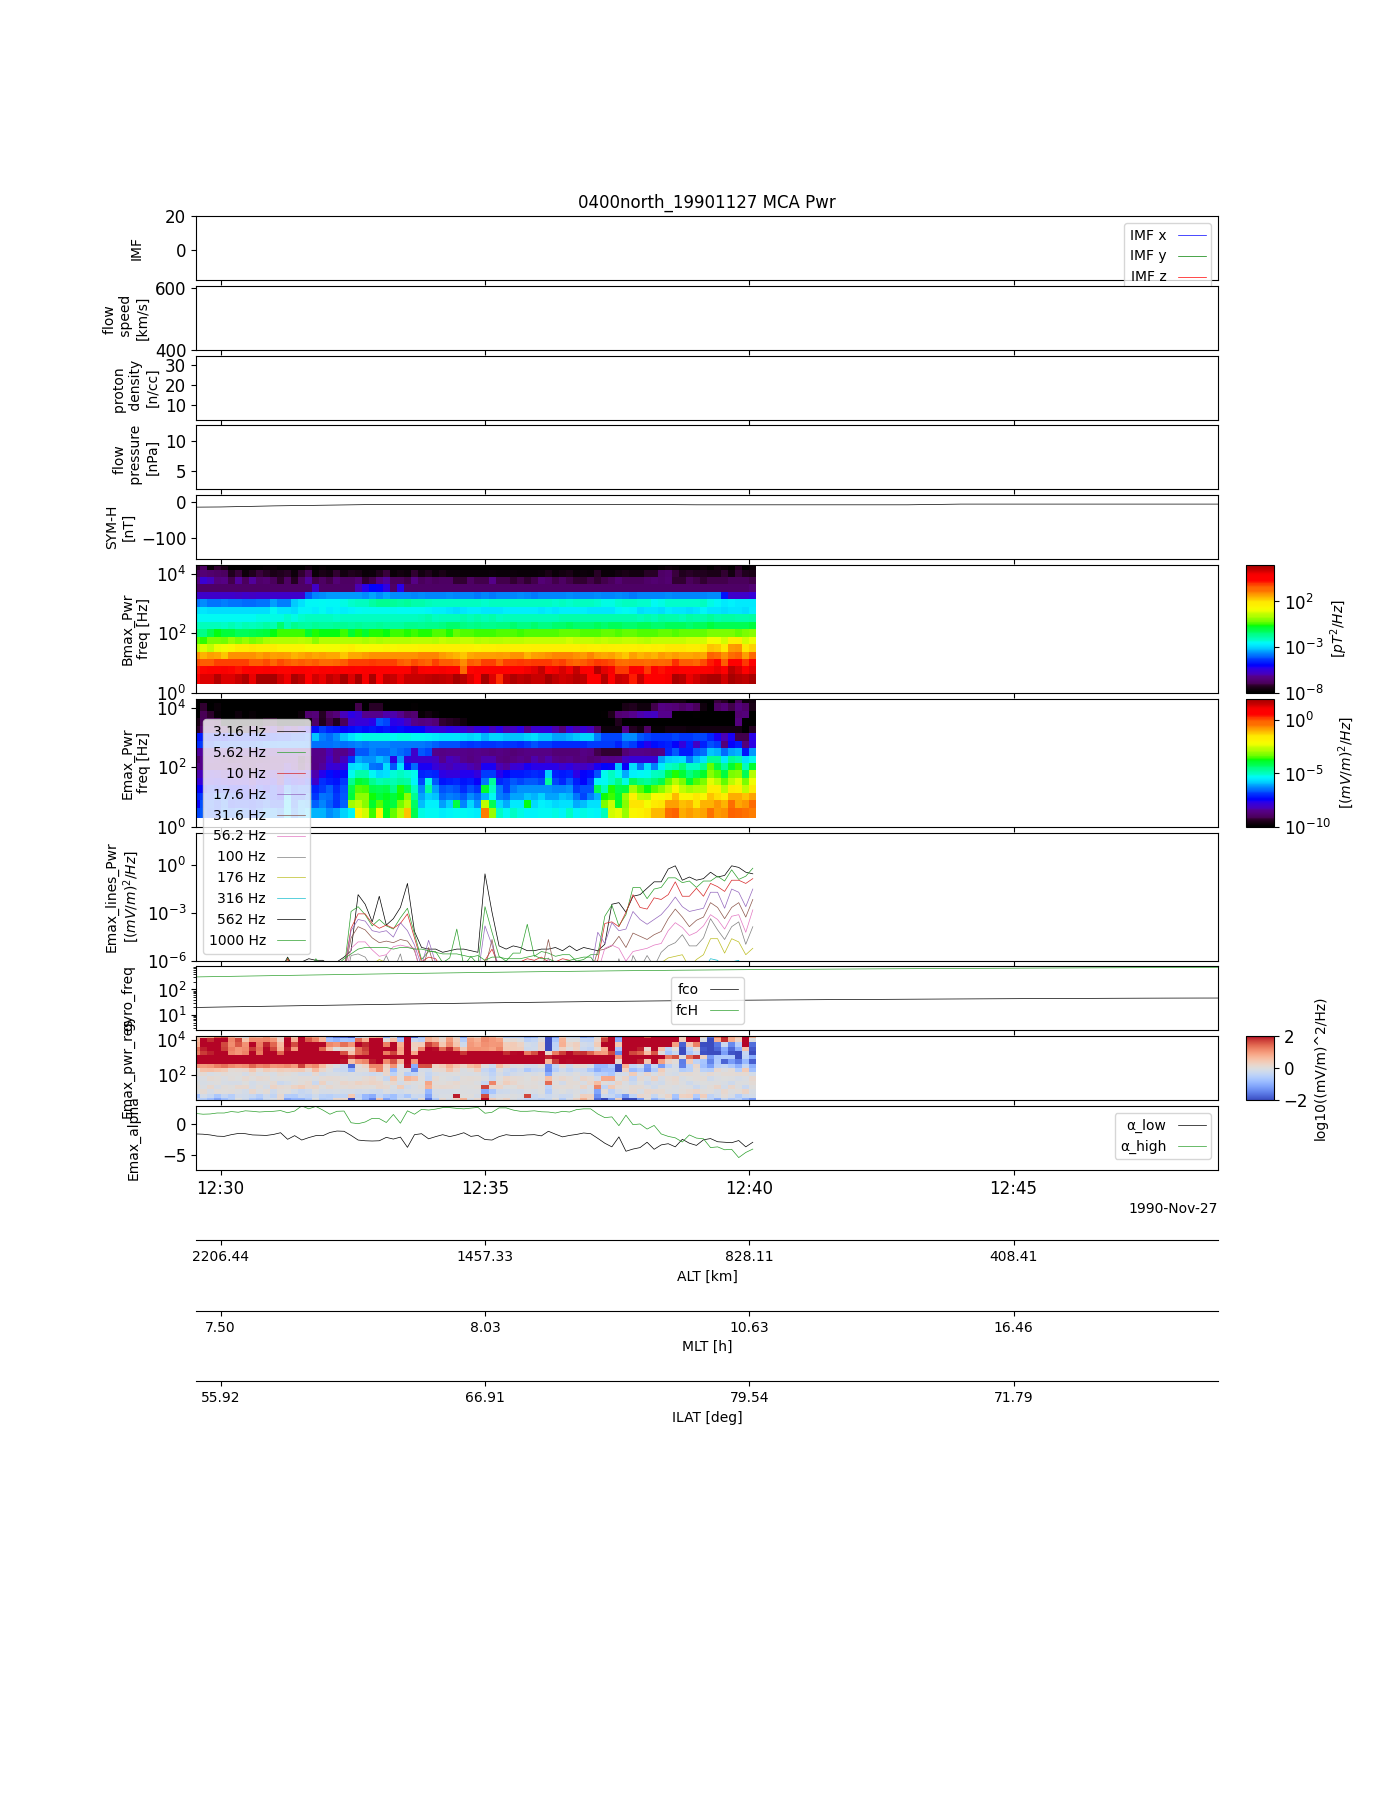 0400north_19901127 MCA Pwr
20
0
IMF
IMF x
IMF y
IMF z
600
400
flow
speed
[km/s]
30
20
10
proton
density
[n/cc]
10
5
flow
pressure
[nPa]
0
−100
SYM-H
[nT]
10^4
10^2
10^0
Bmax_Pwr
freq [Hz]
10^2
10^−3
10^−8
[pT^2/Hz]
10^4
10^2
10^0
Emax_Pwr
freq [Hz]
10^0
10^−5
10^−10
[(mV/m)^2/Hz]
3.16 Hz
5.62 Hz
10 Hz
17.6 Hz
31.6 Hz
56.2 Hz
100 Hz
176 Hz
316 Hz
562 Hz
1000 Hz
10^0
10^−3
10^−6
Emax_lines_Pwr
[(mV/m)^2/Hz]
10^2
10^1
gyro_freq
fco
fcH
10^4
10^2
Emax_pwr_res
2
0
−2
log10((mV/m)^2/Hz)
0
−5
Emax_alpha
α_low
α_high
12:30 12:35 12:40 12:45
1990-Nov-27
2206.44 1457.33 828.11 408.41
ALT [km]
7.50 8.03 10.63 16.46
MLT [h]
55.92 66.91 79.54 71.79
ILAT [deg]